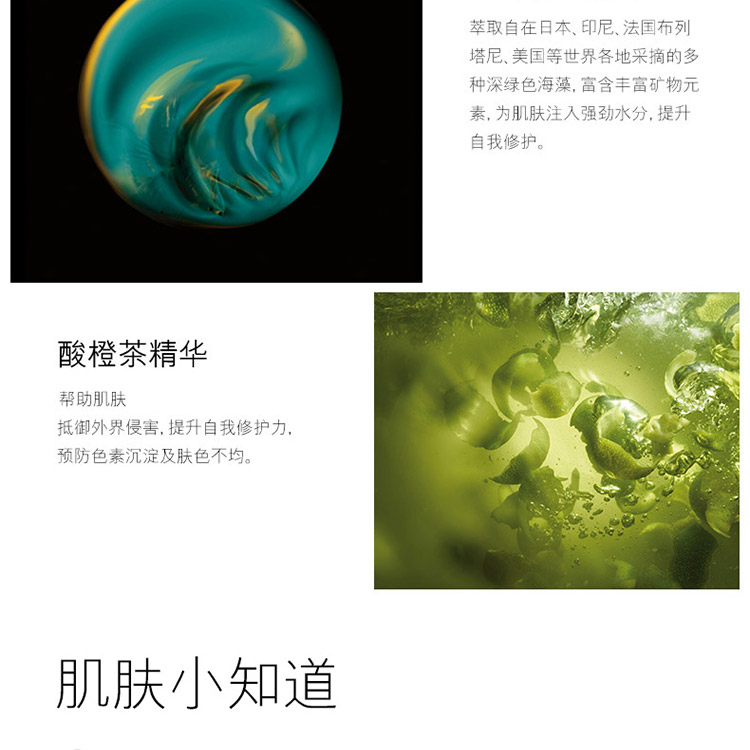 萃取自在日本、印尼、法国布列
塔尼、美国等世界各地采摘的多
种深绿色海藻，富含丰富矿物元
素，为肌肤注入强劲水分，提升
自我修护。
酸橙茶精华
帮助肌肤
抵御外界侵害，提升自我修护力，
预防色素沉淀及肤色不均。
肌肤小知道